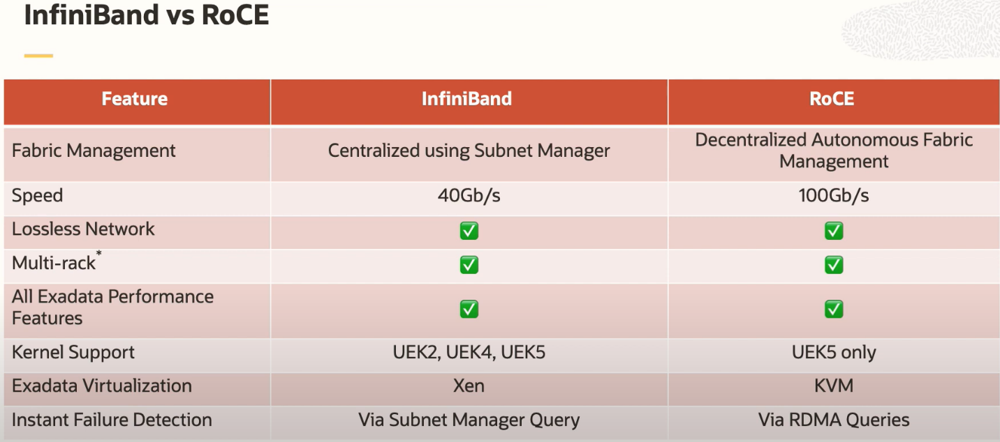 InfiniBand vs RoCE
Feature InfiniBand RoCE
Fabric Management Centralized using Subnet Manager Decentralized Autonomous Fabric
Management
Speed 40Gb/s 100Gb/s
Lossless Network ✅ ✅
Multi-rack* ✅ ✅
All Exadata Performance
Features ✅ ✅
Kernel Support UEK2, UEK4, UEK5 UEK5 only
Exadata Virtualization Xen KVM
Instant Failure Detection Via Subnet Manager Query Via RDMA Queries